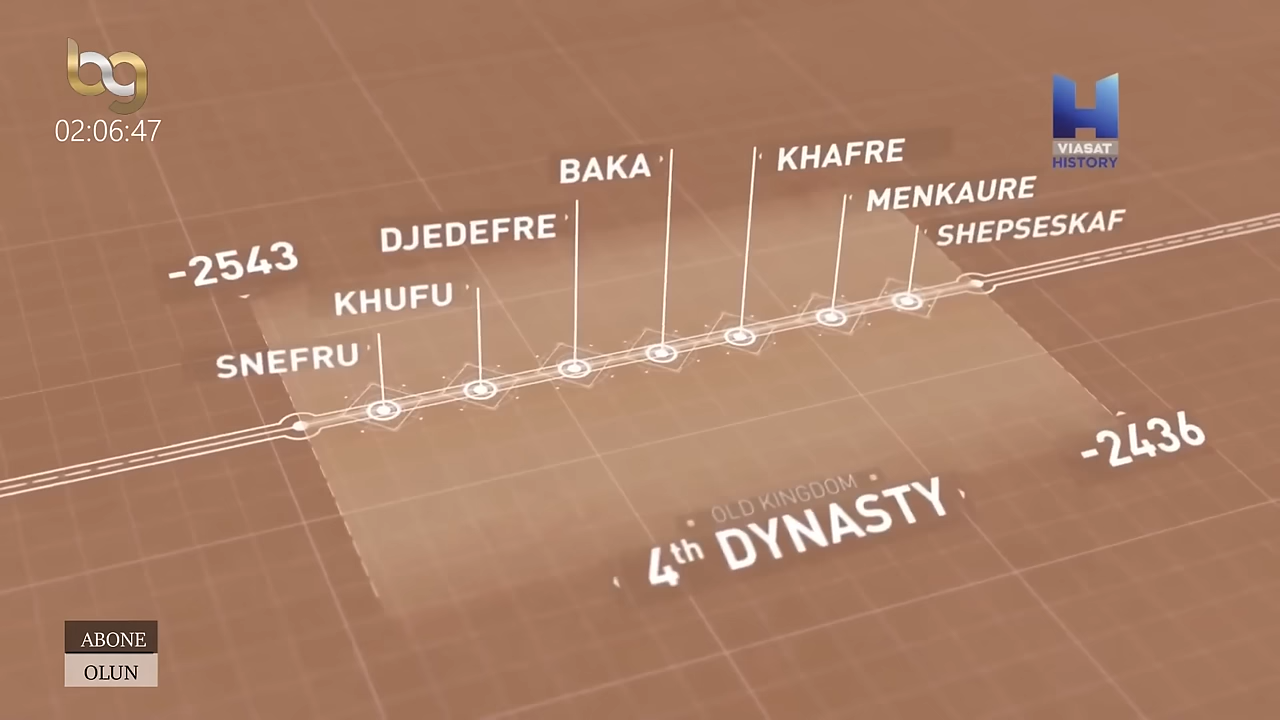 bg
02:06:47
VIASAT
HISTORY
BAKA
KHAFRE
DJEDEFRE
MENKAURE
-2543
SHEPSESKAF
KHUFU
SNEFRU
-2436
OLD KINGDOM
4th DYNASTY
ABONE
OLUN